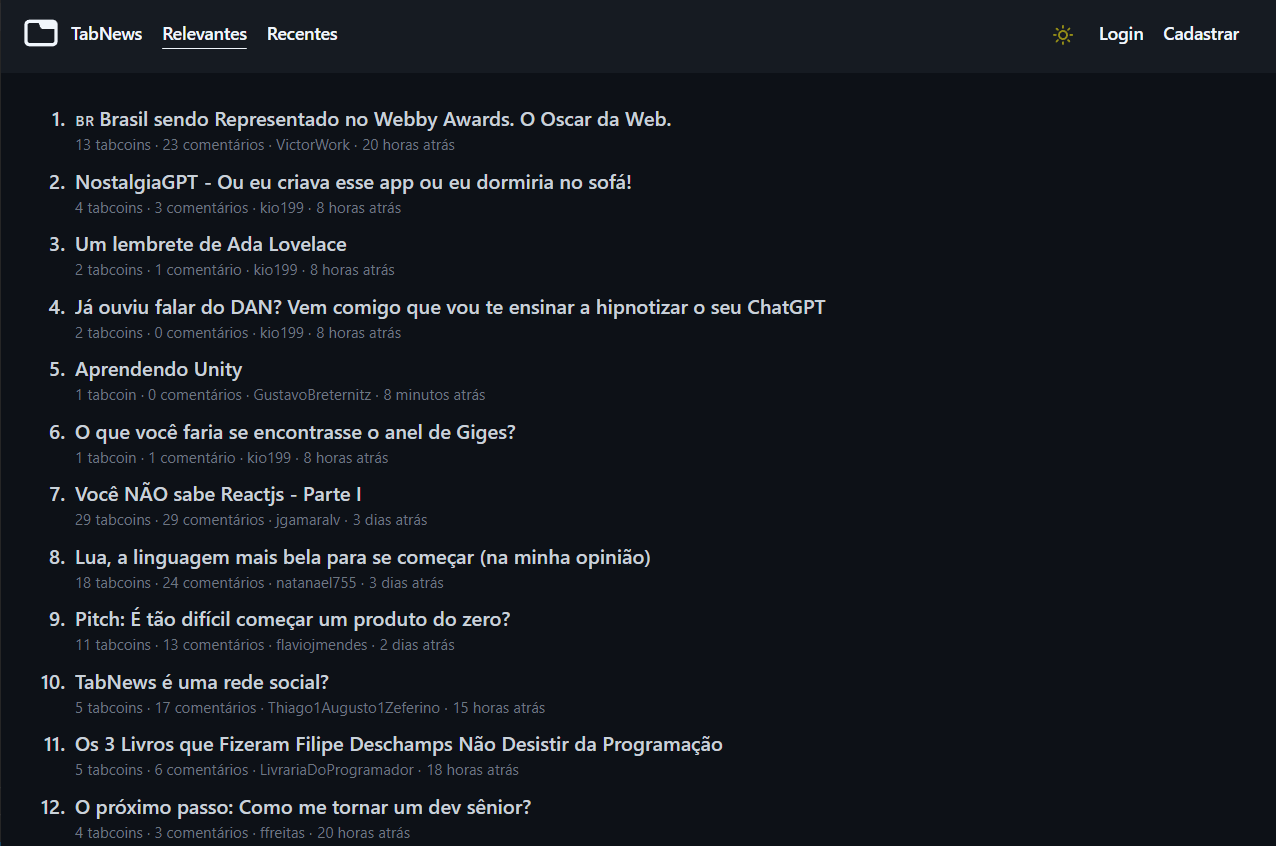 TabNews Relevantes Recentes Login Cadastrar
1. BR Brasil sendo Representado no Webby Awards. O Oscar da Web.
13 tabcoins · 23 comentários · VictorWork · 20 horas atrás
2. NostalgiaGPT - Ou eu criava esse app ou eu dormiria no sofá!
4 tabcoins · 3 comentários · kio199 · 8 horas atrás
3. Um lembrete de Ada Lovelace
2 tabcoins · 1 comentário · kio199 · 8 horas atrás
4. Já ouviu falar do DAN? Vem comigo que vou te ensinar a hipnotizar o seu ChatGPT
2 tabcoins · 0 comentários · kio199 · 8 horas atrás
5. Aprendendo Unity
1 tabcoin · 0 comentários · GustavoBreternitz · 8 minutos atrás
6. O que você faria se encontrasse o anel de Giges?
1 tabcoin · 1 comentário · kio199 · 8 horas atrás
7. Você NÃO sabe Reactjs - Parte I
29 tabcoins · 29 comentários · jgamaralv · 3 dias atrás
8. Lua, a linguagem mais bela para se começar (na minha opinião)
18 tabcoins · 24 comentários · natanael755 · 3 dias atrás
9. Pitch: É tão difícil começar um produto do zero?
11 tabcoins · 13 comentários · flaviojmendes · 2 dias atrás
10. TabNews é uma rede social?
5 tabcoins · 17 comentários · Thiago1Augusto1Zeferino · 15 horas atrás
11. Os 3 Livros que Fizeram Filipe Deschamps Não Desistir da Programação
5 tabcoins · 6 comentários · LivrariaDoProgramador · 18 horas atrás
12. O próximo passo: Como me tornar um dev sênior?
4 tabcoins · 3 comentários · ffreitas · 20 horas atrás